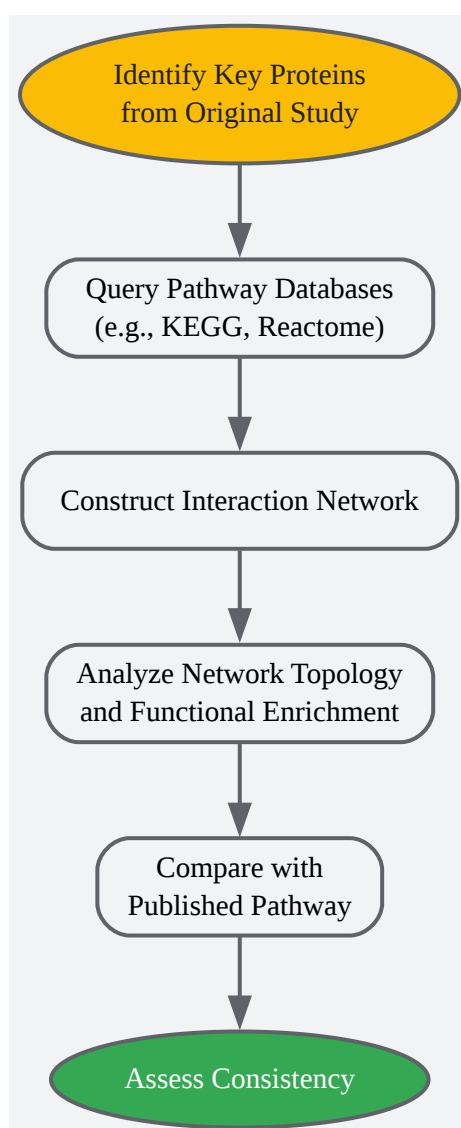 Identify Key Proteins
from Original Study
Query Pathway Databases
(e.g., KEGG, Reactome)
Construct Interaction Network
Analyze Network Topology
and Functional Enrichment
Compare with
Published Pathway
Assess Consistency